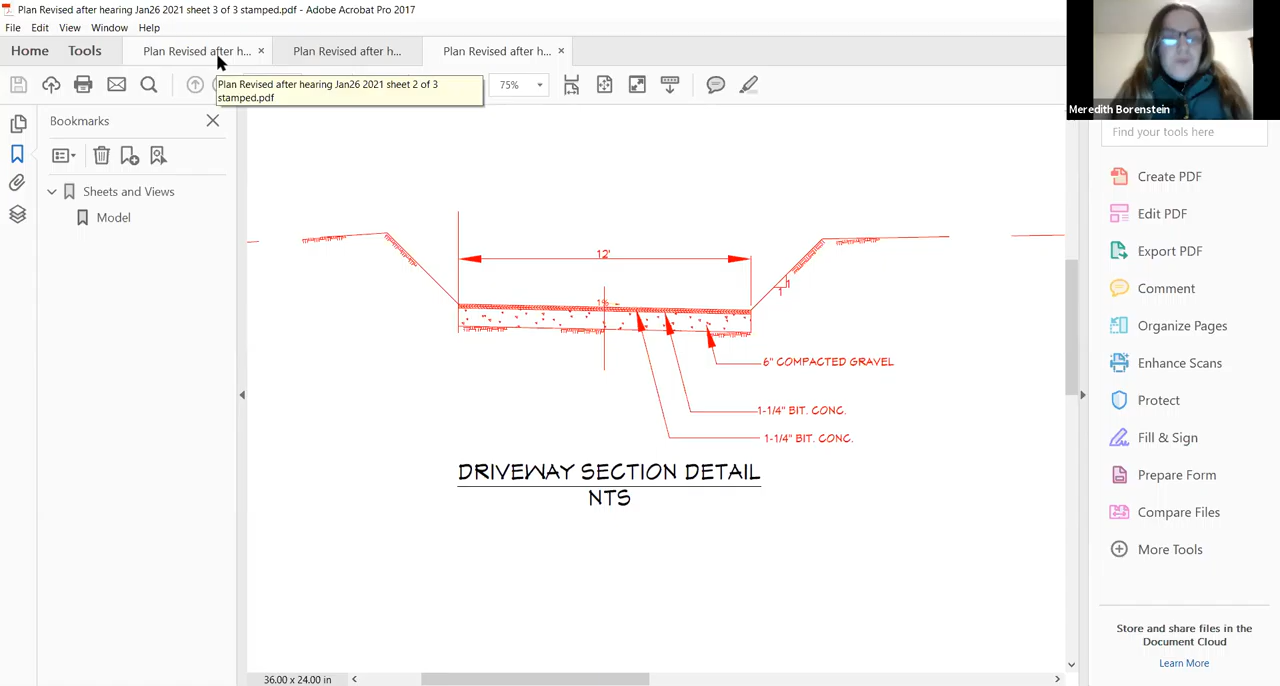 Plan Revised after hearing Jan26 2021 sheet 3 of 3 stamped.pdf - Adobe Acrobat Pro 2017
File Edit View Window Help
Home Tools Plan Revised after h... × Plan Revised after h... Plan Revised after h... ×
75%
Plan Revised after hearing Jan26 2021 sheet 2 of 3
stamped.pdf
Meredith Borenstein
Bookmarks
Sheets and Views
Model
12'
1%
1
1
6" COMPACTED GRAVEL
1-1/4" BIT. CONC.
1-1/4" BIT. CONC.
DRIVEWAY SECTION DETAIL
NTS
36.00 x 24.00 in
Find your tools here
Create PDF
Edit PDF
Export PDF
Comment
Organize Pages
Enhance Scans
Protect
Fill & Sign
Prepare Form
Compare Files
More Tools
Store and share files in the
Document Cloud
Learn More